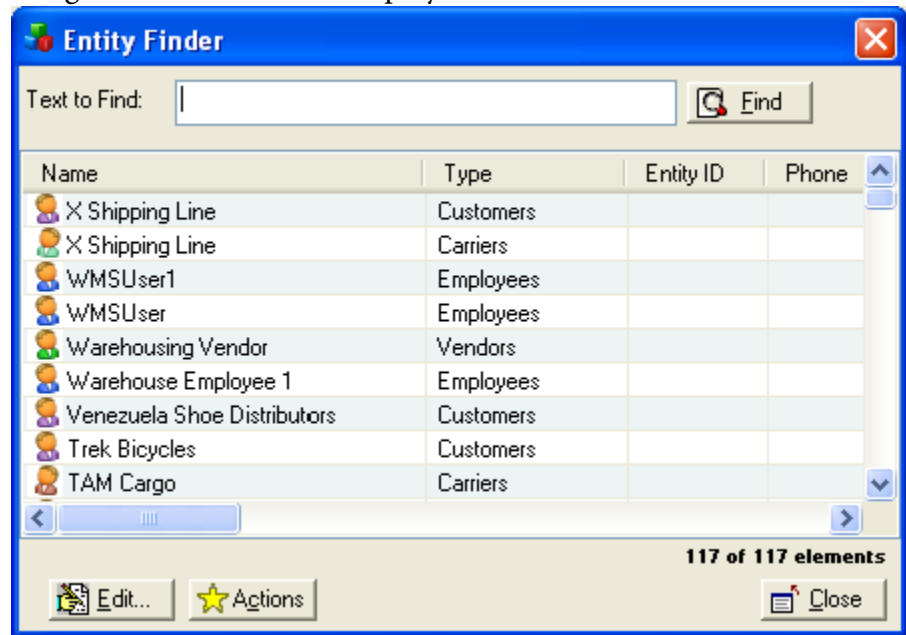 Entity Finder
Text to Find: Find
Name Type Entity ID Phone
X Shipping Line Customers
X Shipping Line Carriers
WMSUser1 Employees
WMSUser Employees
Warehousing Vendor Vendors
Warehouse Employee 1 Employees
Venezuela Shoe Distributors Customers
Trek Bicycles Customers
TAM Cargo Carriers
117 of 117 elements
Edit... Actions Close